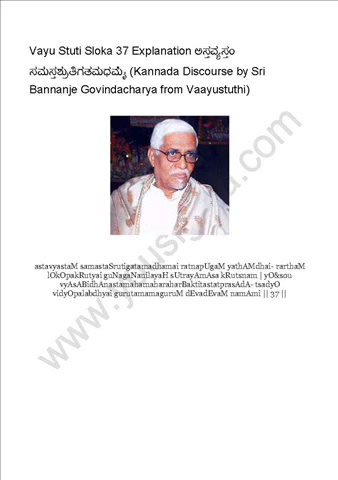 Vayu Stuti Sloka 37 Explanation ಅಸ್ತವ್ಯಸ್ತಂ
ಸಮಸ್ತಶ್ರುತಿಗತಮಧಮೈ (Kannada Discourse by Sri
Bannanje Govindacharya from Vaayustuthi)
astavyastaM samastaSrutigatamadhamai ratnapUgaM yathAMdhai- rarthaM
lOkOpakRutyai guNagaNanilayaH sUtrayAmAsa kRutsnam | yO&sou
vyAsABidhAnastamahamaharaharBaktitastatprasAdA- tsadyO
vidyOpalabdhyai gurutamamaguruM dEvadEvaM namAmi || 37 ||